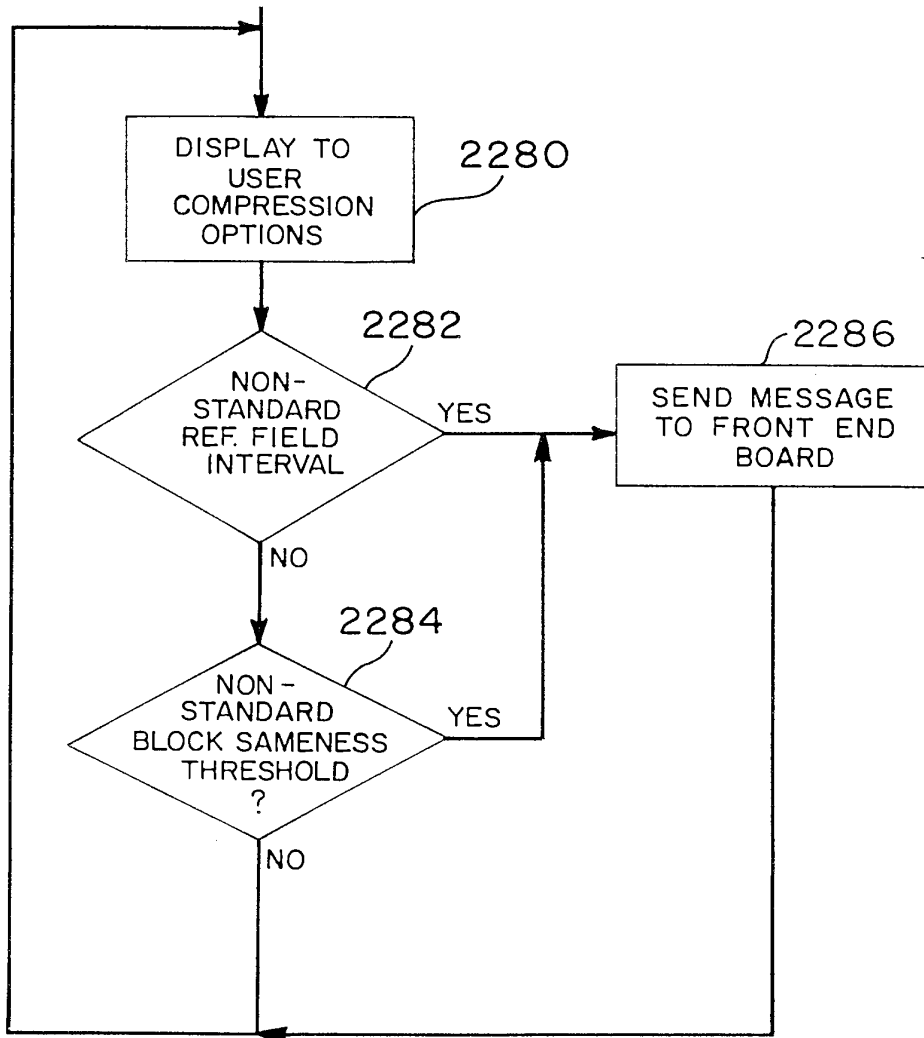 DISPLAY TO
USER
COMPRESSION
OPTIONS
2280
2282
NON-
STANDARD
REF. FIELD
INTERVAL
YES
NO
2286
SEND MESSAGE
TO FRONT END
BOARD
2284
NON-
STANDARD
BLOCK SAMENESS
THRESHOLD
?
YES
NO